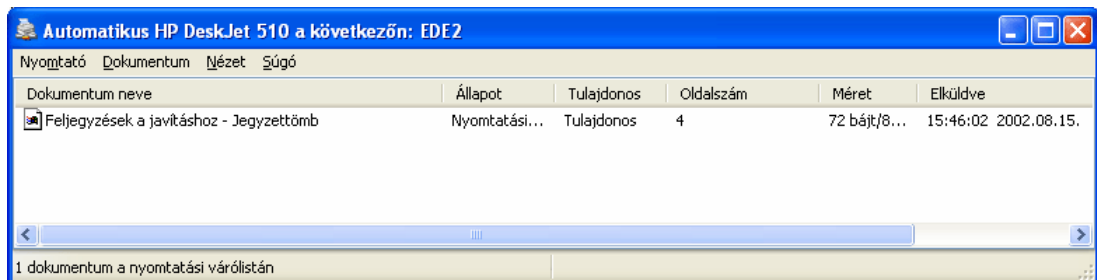 Automatikus HP DeskJet 510 a következőn: EDE2
Nyomtató Dokumentum Nézet Súgó
Dokumentum neve Állapot Tulajdonos Oldalszám Méret Elküldve
Feljegyzések a javításhoz - Jegyzettömb Nyomtatási... Tulajdonos 4 72 bájt/8... 15:46:02 2002.08.15.
1 dokumentum a nyomtatási várólistán